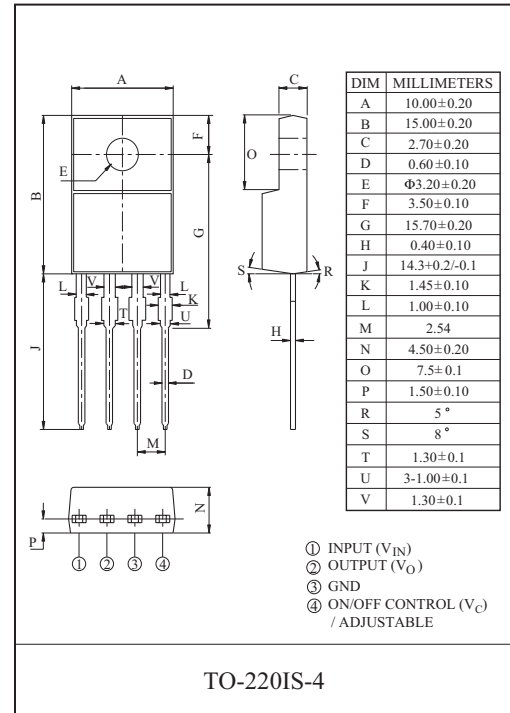 A
C
F
O
E
B
G
S
R
L
V
V
L
K
T
U
H
J
D
M
N
P
① ② ③ ④
DIM MILLIMETERS
A 10.00±0.20
B 15.00±0.20
C 2.70±0.20
D 0.60±0.10
E Φ3.20±0.20
F 3.50±0.10
G 15.70±0.20
H 0.40±0.10
J 14.3+0.2/-0.1
K 1.45±0.10
L 1.00±0.10
M 2.54
N 4.50±0.20
O 7.5±0.1
P 1.50±0.10
R 5°
S 8°
T 1.30±0.1
U 3-1.00±0.1
V 1.30±0.1
① INPUT (VIN)
② OUTPUT (VO)
③ GND
④ ON/OFF CONTROL (VC)
/ ADJUSTABLE
TO-220IS-4